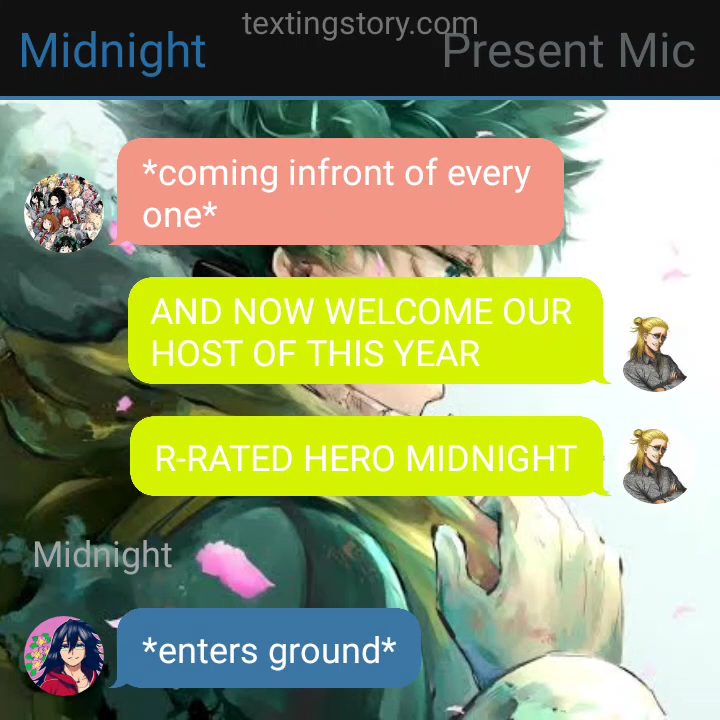 textingstory.com
Midnight
Present Mic
*coming infront of every
one*
AND NOW WELCOME OUR
HOST OF THIS YEAR
R-RATED HERO MIDNIGHT
Midnight
*enters ground*